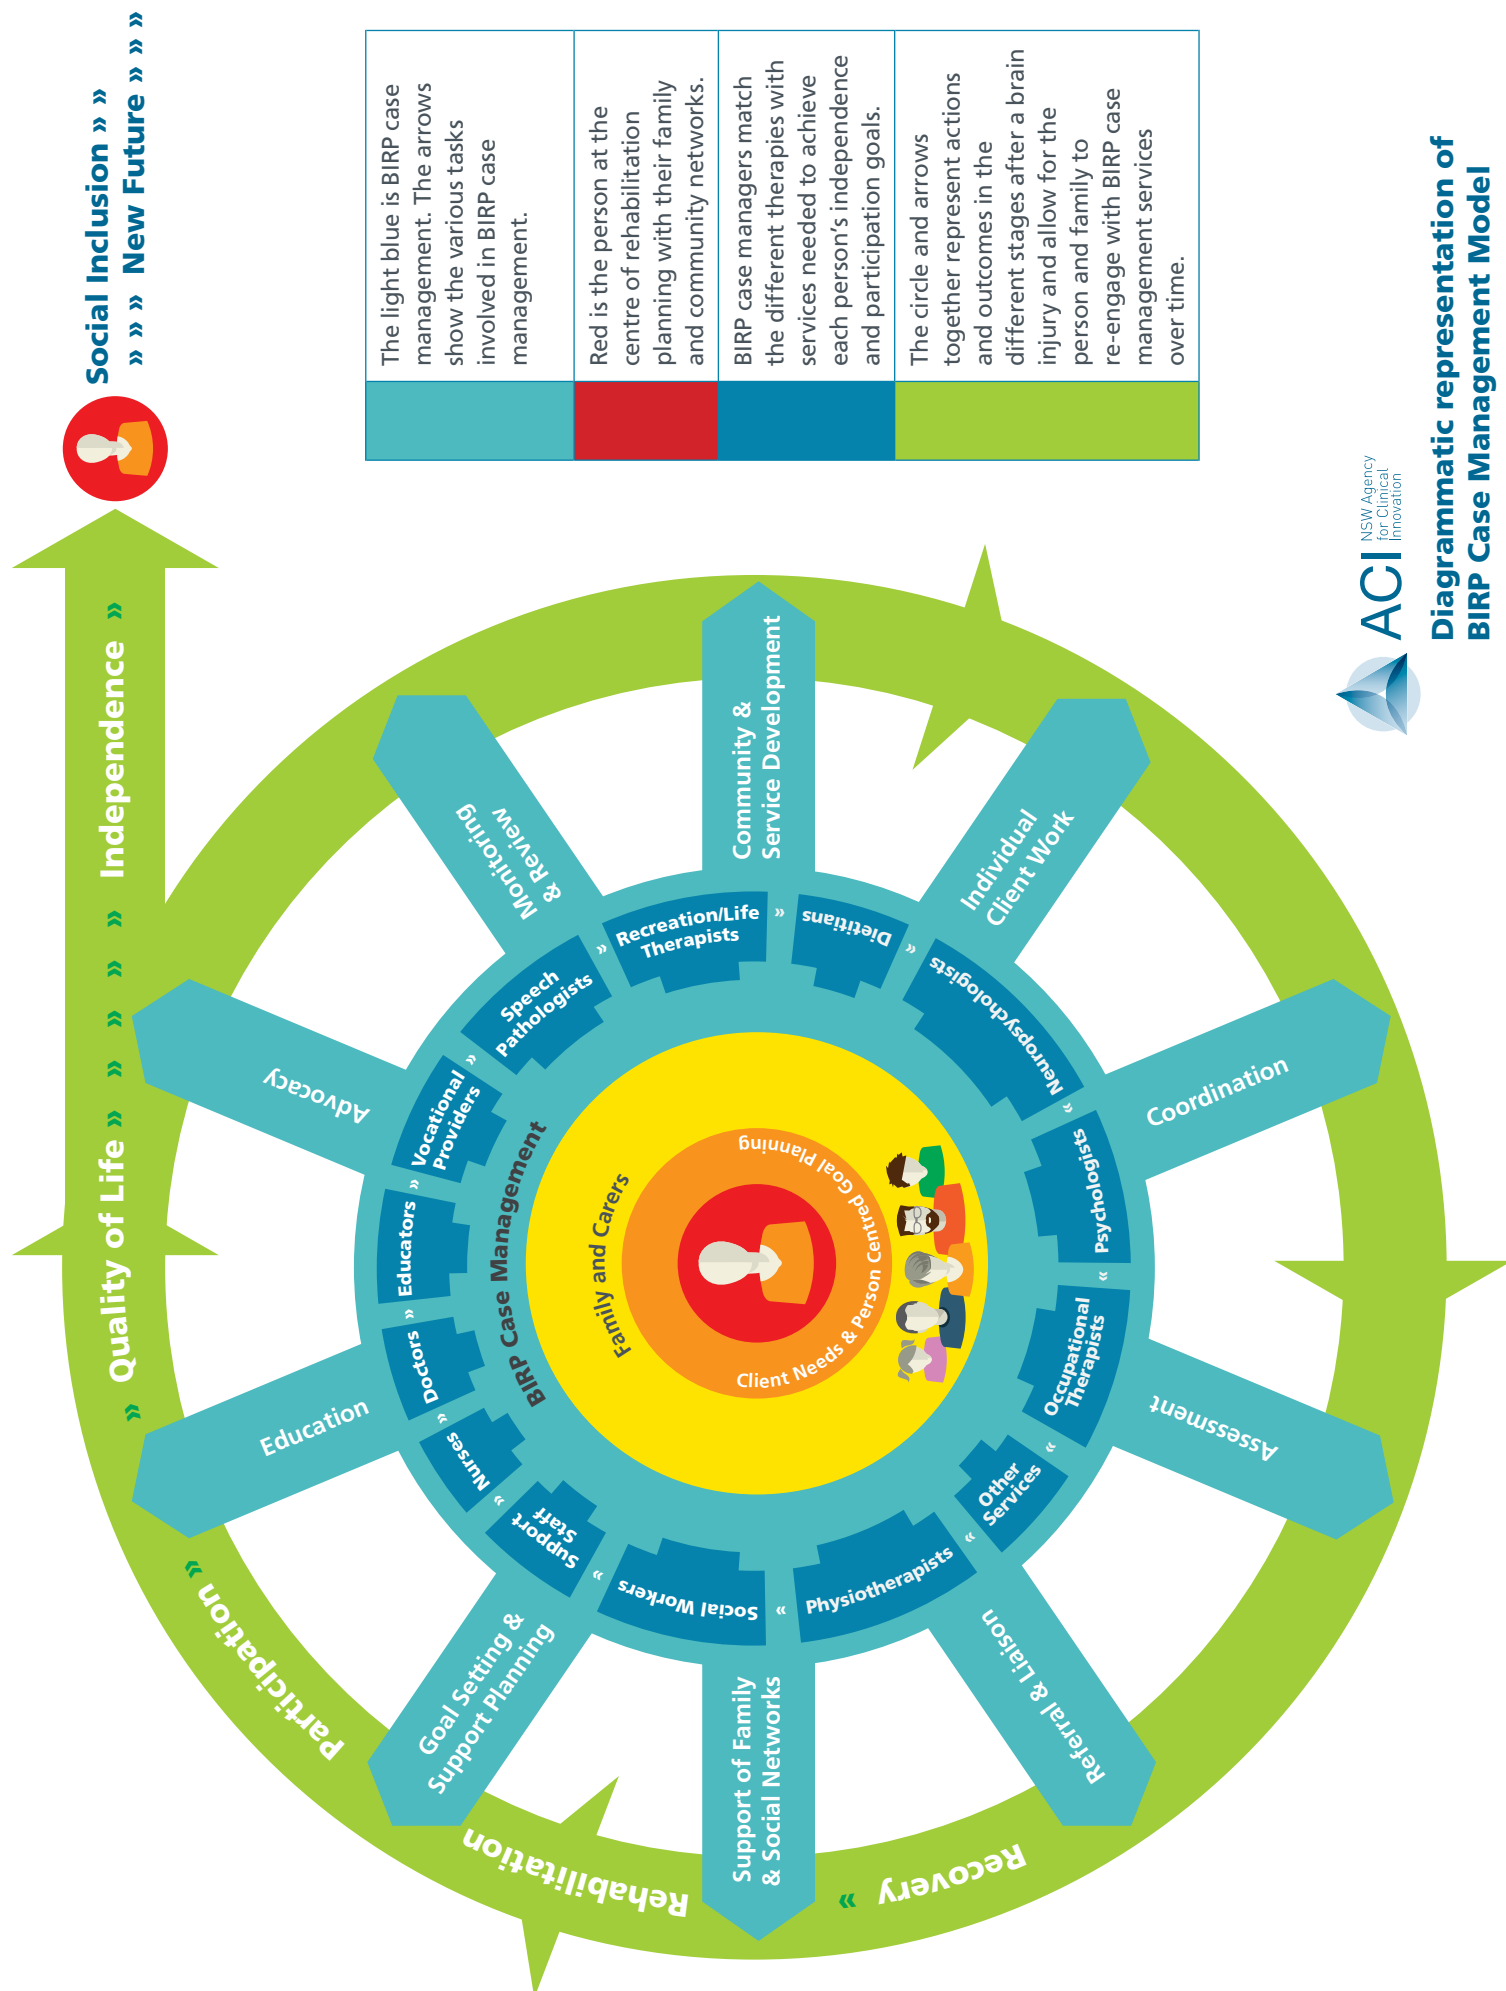 Social Inclusion » »
» » » New Future » » »
» Quality of Life » » » » » Independence »
Participation »
Rehabilitation
Recovery »
Advocacy
Monitoring
& Review
Community &
Service Development
Individual
Client Work
Coordination
Assessment
Referral & Liaison
Support of Family
& Social Networks
Goal Setting &
Support Planning
Education
Educators »
Vocational
Providers »
Speech
Pathologists »
Recreation/Life
Therapists »
Dietitians »
Neuropsychologists »
Psychologists »
Occupational
Therapists »
Other
Services »
Physiotherapists »
Social Workers »
Support
Staff »
Nurses »
Doctors »
BIRP Case Management
Family and Carers
Client Needs & Person Centred Goal Planning
The light blue is BIRP case
management. The arrows
show the various tasks
involved in BIRP case
management.
Red is the person at the
centre of rehabilitation
planning with their family
and community networks.
BIRP case managers match
the different therapies with
services needed to achieve
each person’s independence
and participation goals.
The circle and arrows
together represent actions
and outcomes in the
different stages after a brain
injury and allow for the
person and family to
re-engage with BIRP case
management services
over time.
ACI
NSW Agency
for Clinical
Innovation
Diagrammatic representation of
BIRP Case Management Model